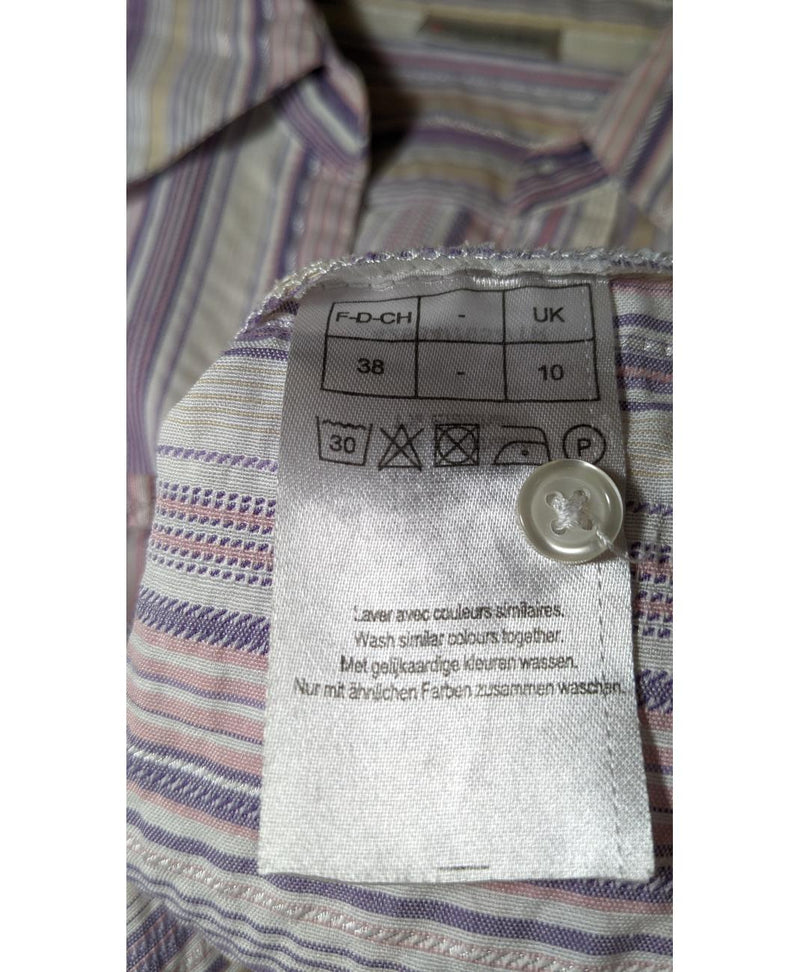 F-D-CH - UK
38 - 10
30 P
Laver avec couleurs similaires.
Wash similar colours together.
Met gelijkaardige kleuren wassen.
Nur mit ähnlichen Farben zusammen waschen.